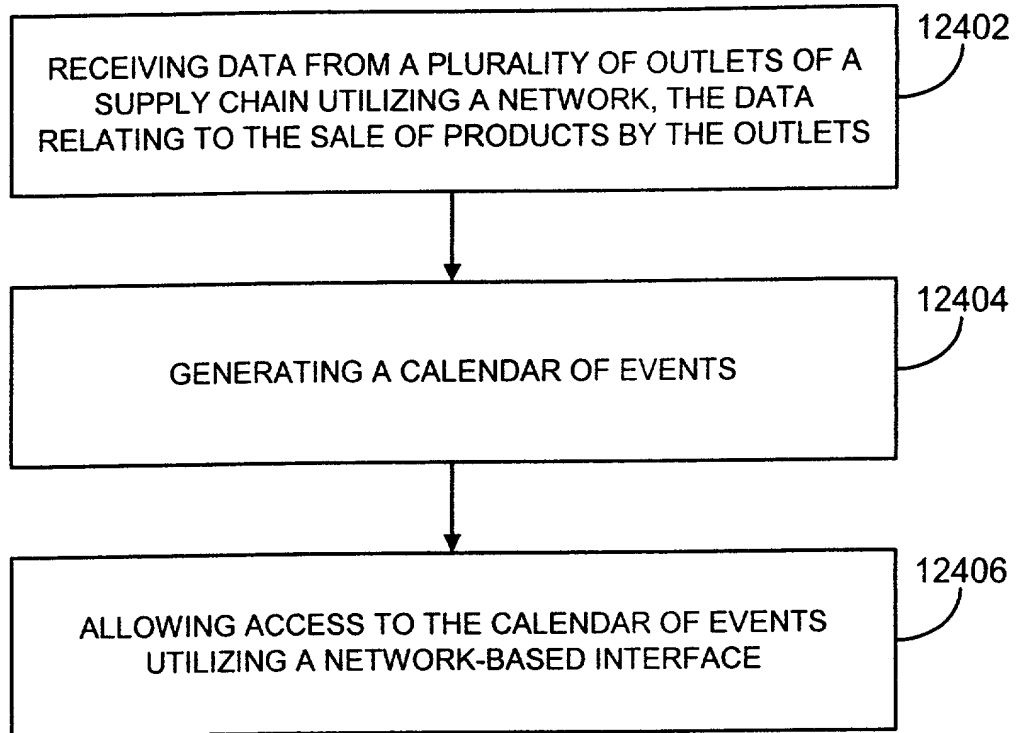 12402
RECEIVING DATA FROM A PLURALITY OF OUTLETS OF A
SUPPLY CHAIN UTILIZING A NETWORK, THE DATA
RELATING TO THE SALE OF PRODUCTS BY THE OUTLETS
12404
GENERATING A CALENDAR OF EVENTS
12406
ALLOWING ACCESS TO THE CALENDAR OF EVENTS
UTILIZING A NETWORK-BASED INTERFACE